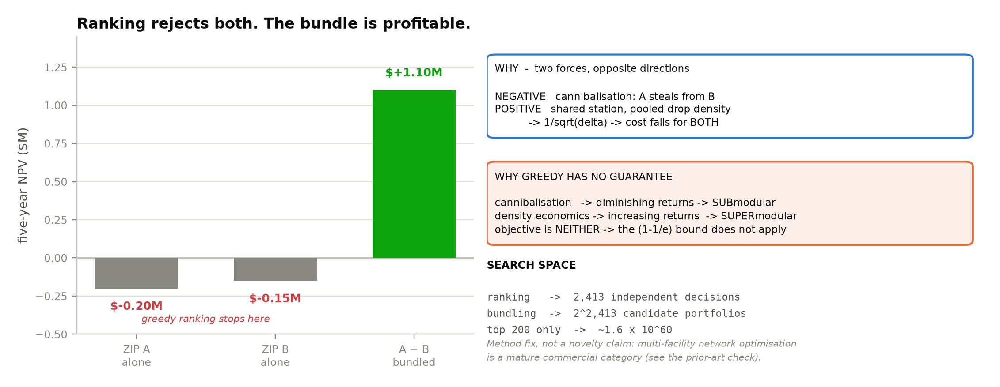 Ranking rejects both. The bundle is profitable.
five-year NPV ($M)
1.25
1.00
0.75
0.50
0.25
0.00
−0.25
−0.50
$+1.10M
$-0.20M
$-0.15M
greedy ranking stops here
ZIP A
alone
ZIP B
alone
A + B
bundled
WHY - two forces, opposite directions
NEGATIVE cannibalisation: A steals from B
POSITIVE shared station, pooled drop density
-> 1/sqrt(delta) -> cost falls for BOTH
WHY GREEDY HAS NO GUARANTEE
cannibalisation -> diminishing returns -> SUBmodular
density economics -> increasing returns -> SUPERmodular
objective is NEITHER -> the (1-1/e) bound does not apply
SEARCH SPACE
ranking -> 2,413 independent decisions
bundling -> 2^2,413 candidate portfolios
top 200 only -> ~1.6 x 10^60
Method fix, not a novelty claim: multi-facility network optimisation
is a mature commercial category (see the prior-art check).